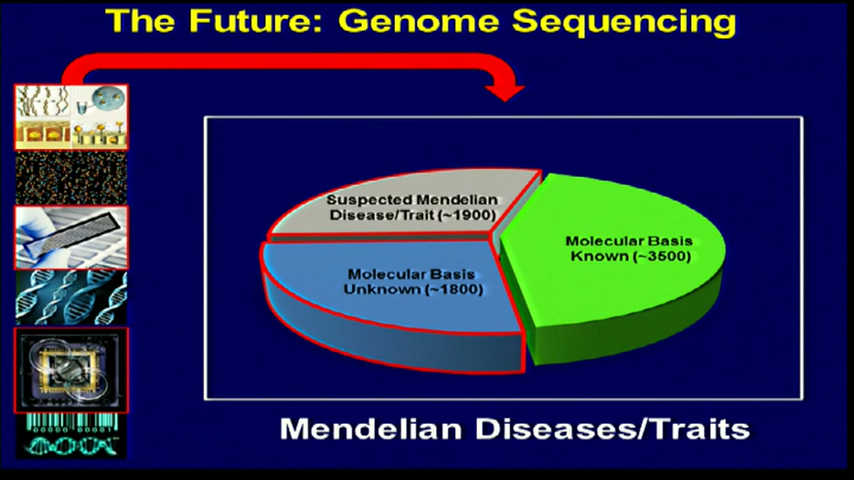 The Future: Genome Sequencing
Suspected Mendelian
Disease/Trait (~1900)
Molecular Basis
Known (~3500)
Molecular Basis
Unknown (~1800)
Mendelian Diseases/Traits